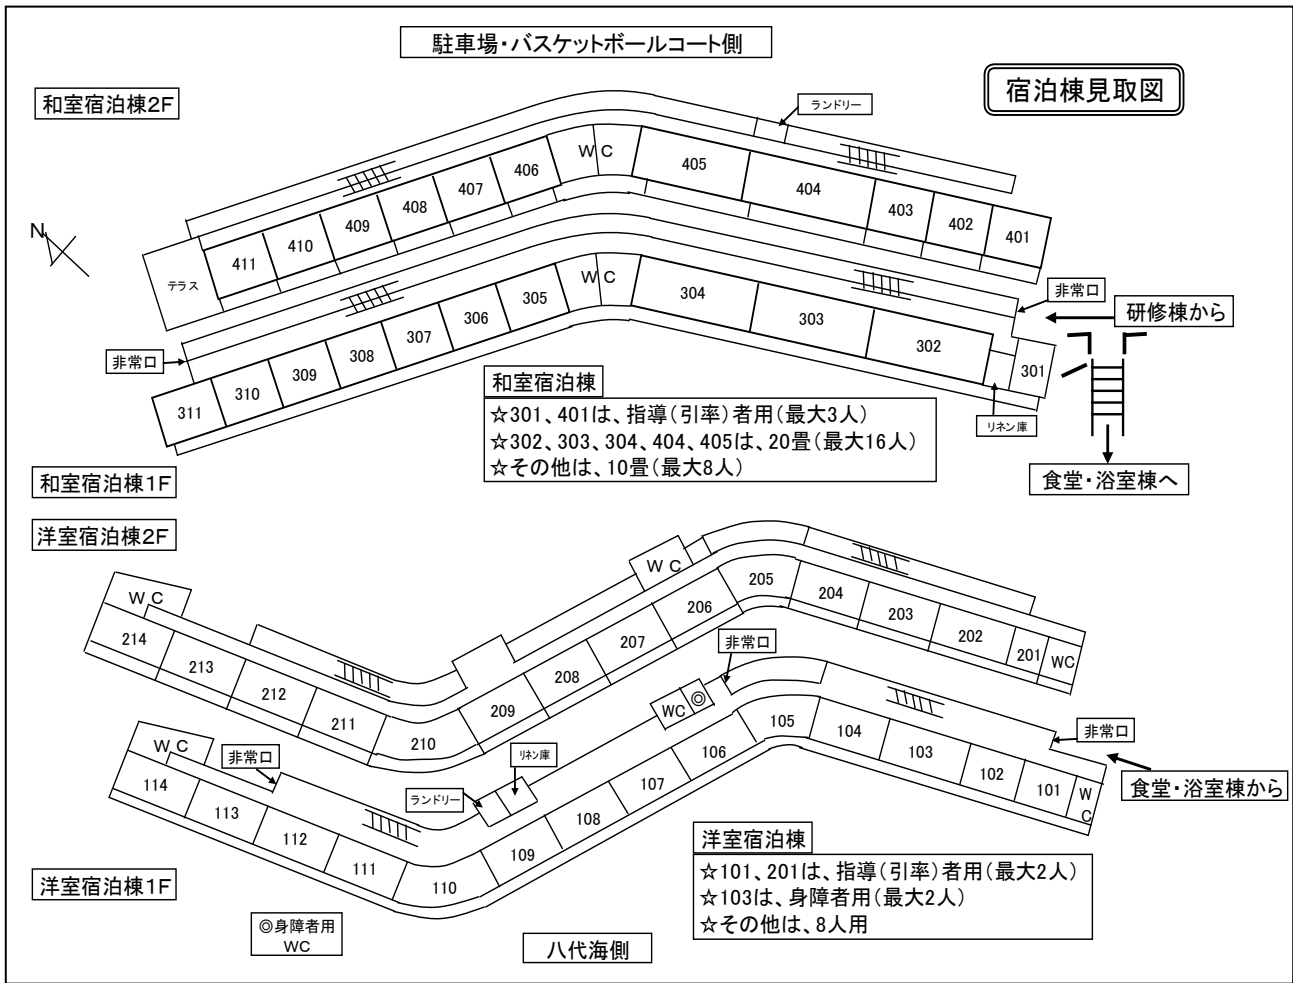 駐車場・バスケットボールコート側
宿泊棟見取図
和室宿泊棟2F
ランドリー
N
WC
405
404
403
402
401
406
407
408
409
410
411
テラス
非常口
研修棟から
WC
304
303
302
301
305
306
307
308
309
310
311
非常口
リネン庫
食堂・浴室棟へ
和室宿泊棟
☆301、401は、指導(引率)者用(最大3人)
☆302、303、304、404、405は、20畳(最大16人)
☆その他は、10畳(最大8人)
和室宿泊棟1F
洋室宿泊棟2F
WC
WC
214
213
212
211
210
209
208
207
206
205
204
203
202
201
WC
非常口
WC
◎
WC
非常口
リネン庫
ランドリー
114
113
112
111
110
109
108
107
106
105
104
103
102
101
WC
非常口
食堂・浴室棟から
洋室宿泊棟
☆101、201は、指導(引率)者用(最大2人)
☆103は、身障者用(最大2人)
☆その他は、8人用
洋室宿泊棟1F
◎身障者用
WC
八代海側